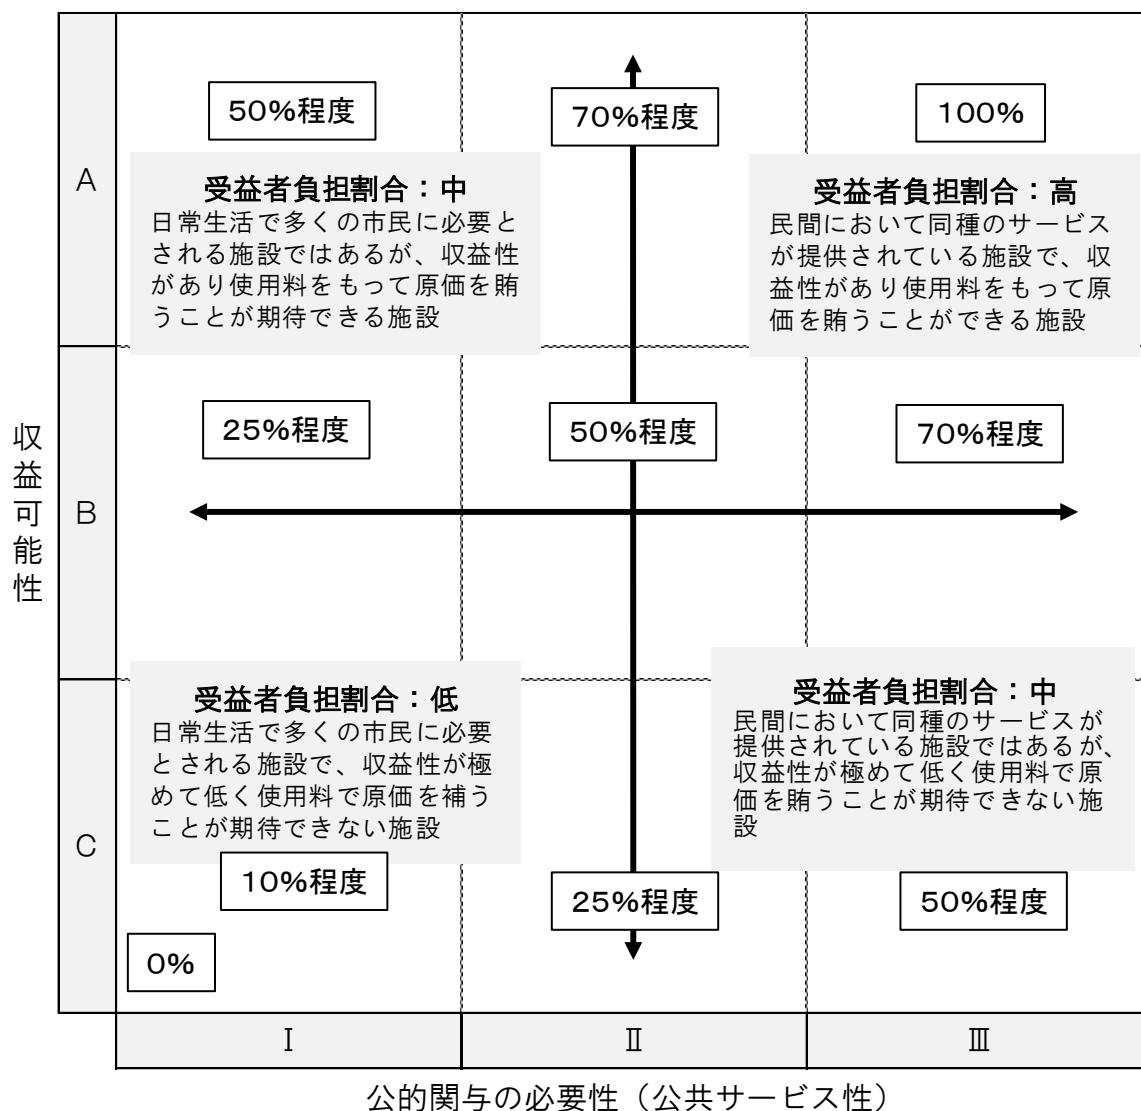 50%程度
70%程度
100%
A
受益者負担割合：中
日常生活で多くの市民に必要と
される施設ではあるが、収益性
があり使用料をもって原価を賄
うことが期待できる施設
受益者負担割合：高
民間において同種のサービス
が提供されている施設で、収
益性があり使用料をもって原
価を賄うことができる施設
収益可能性
B
25%程度
50%程度
70%程度
C
受益者負担割合：低
日常生活で多くの市民に必要
とされる施設で、収益性が極
めて低く使用料で原価を補う
ことが期待できない施設
受益者負担割合：中
民間において同種のサービスが
提供されている施設ではあるが、
収益性が極めて低く使用料で原
価を賄うことが期待できない施
設
10%程度
25%程度
50%程度
0%
Ⅰ
Ⅱ
Ⅲ
公的関与の必要性（公共サービス性）